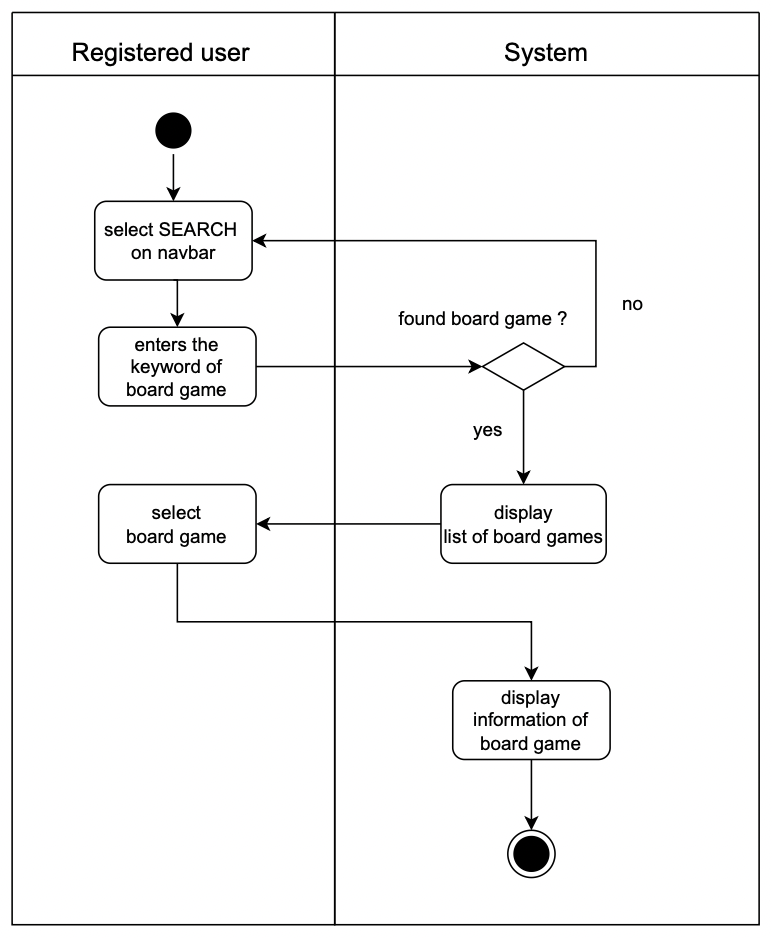 Registered user
System
select SEARCH
on navbar
no
found board game ?
enters the
keyword of
board game
yes
select
board game
display
list of board games
display
information of
board game